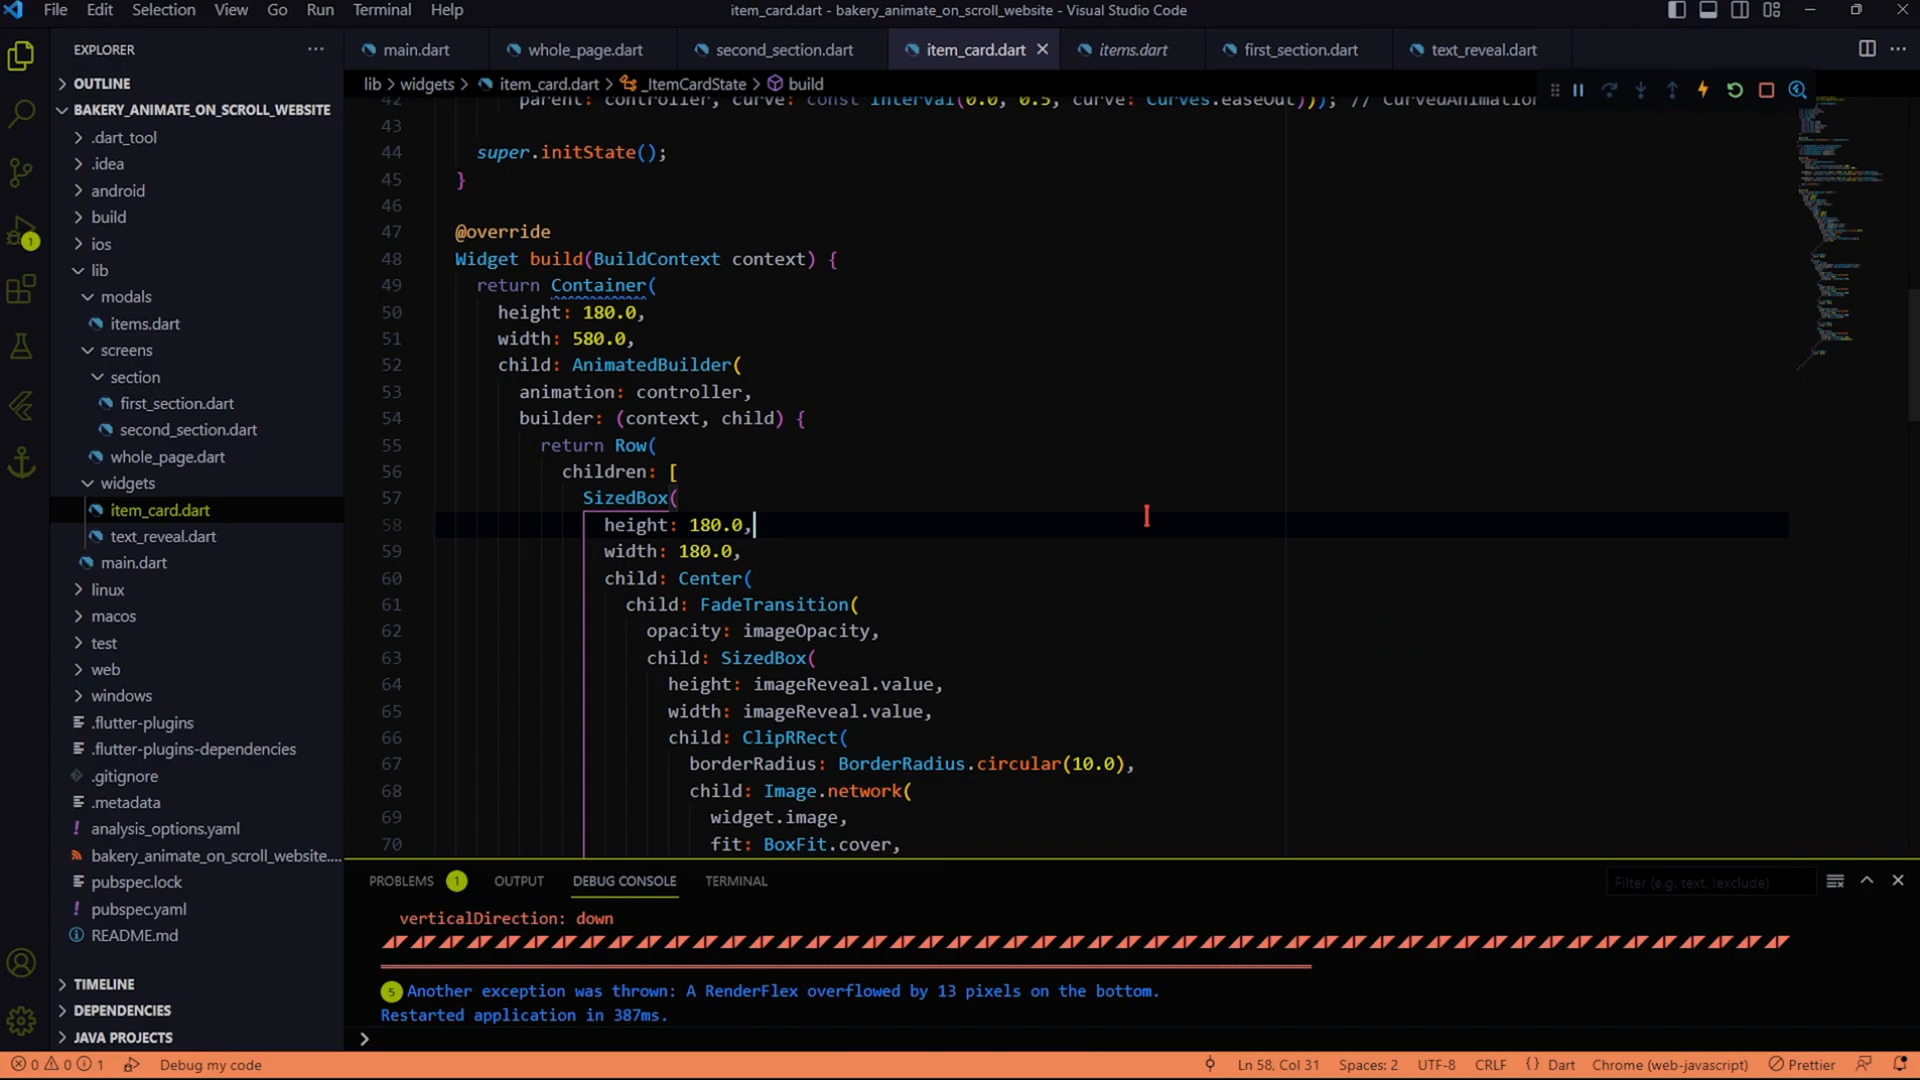 File Edit Selection View Go Run Terminal Help
item_card.dart - bakery_animate_on_scroll_website - Visual Studio Code
EXPLORER
main.dart whole_page.dart second_section.dart item_card.dart items.dart first_section.dart text_reveal.dart
lib > widgets > item_card.dart > _ItemCardState > build
OUTLINE
BAKERY_ANIMATE_ON_SCROLL_WEBSITE
.dart_tool
.idea
android
build
ios
lib
modals
items.dart
screens
section
first_section.dart
second_section.dart
whole_page.dart
widgets
item_card.dart
text_reveal.dart
main.dart
linux
macos
test
web
windows
.flutter-plugins
.flutter-plugins-dependencies
.gitignore
.metadata
analysis_options.yaml
bakery_animate_on_scroll_website....
pubspec.lock
pubspec.yaml
README.md
TIMELINE
DEPENDENCIES
JAVA PROJECTS
42 parent: controller, curve: const Interval(0.0, 0.5, curve: Curves.easeOut))); // CurvedAnimation
43
44 super.initState();
45 }
46
47 @override
48 Widget build(BuildContext context) {
49 return Container(
50 height: 180.0,
51 width: 580.0,
52 child: AnimatedBuilder(
53 animation: controller,
54 builder: (context, child) {
55 return Row(
56 children: [
57 SizedBox(
58 height: 180.0,
59 width: 180.0,
60 child: Center(
61 child: FadeTransition(
62 opacity: imageOpacity,
63 child: SizedBox(
64 height: imageReveal.value,
65 width: imageReveal.value,
66 child: ClipRRect(
67 borderRadius: BorderRadius.circular(10.0),
68 child: Image.network(
69 widget.image,
70 fit: BoxFit.cover,
PROBLEMS 1 OUTPUT DEBUG CONSOLE TERMINAL
Filter (e.g. text, !exclude)
verticalDirection: down
5 Another exception was thrown: A RenderFlex overflowed by 13 pixels on the bottom.
Restarted application in 387ms.
>
0 0 1 Debug my code
Ln 58, Col 31 Spaces: 2 UTF-8 CRLF {} Dart Chrome (web-javascript) Prettier